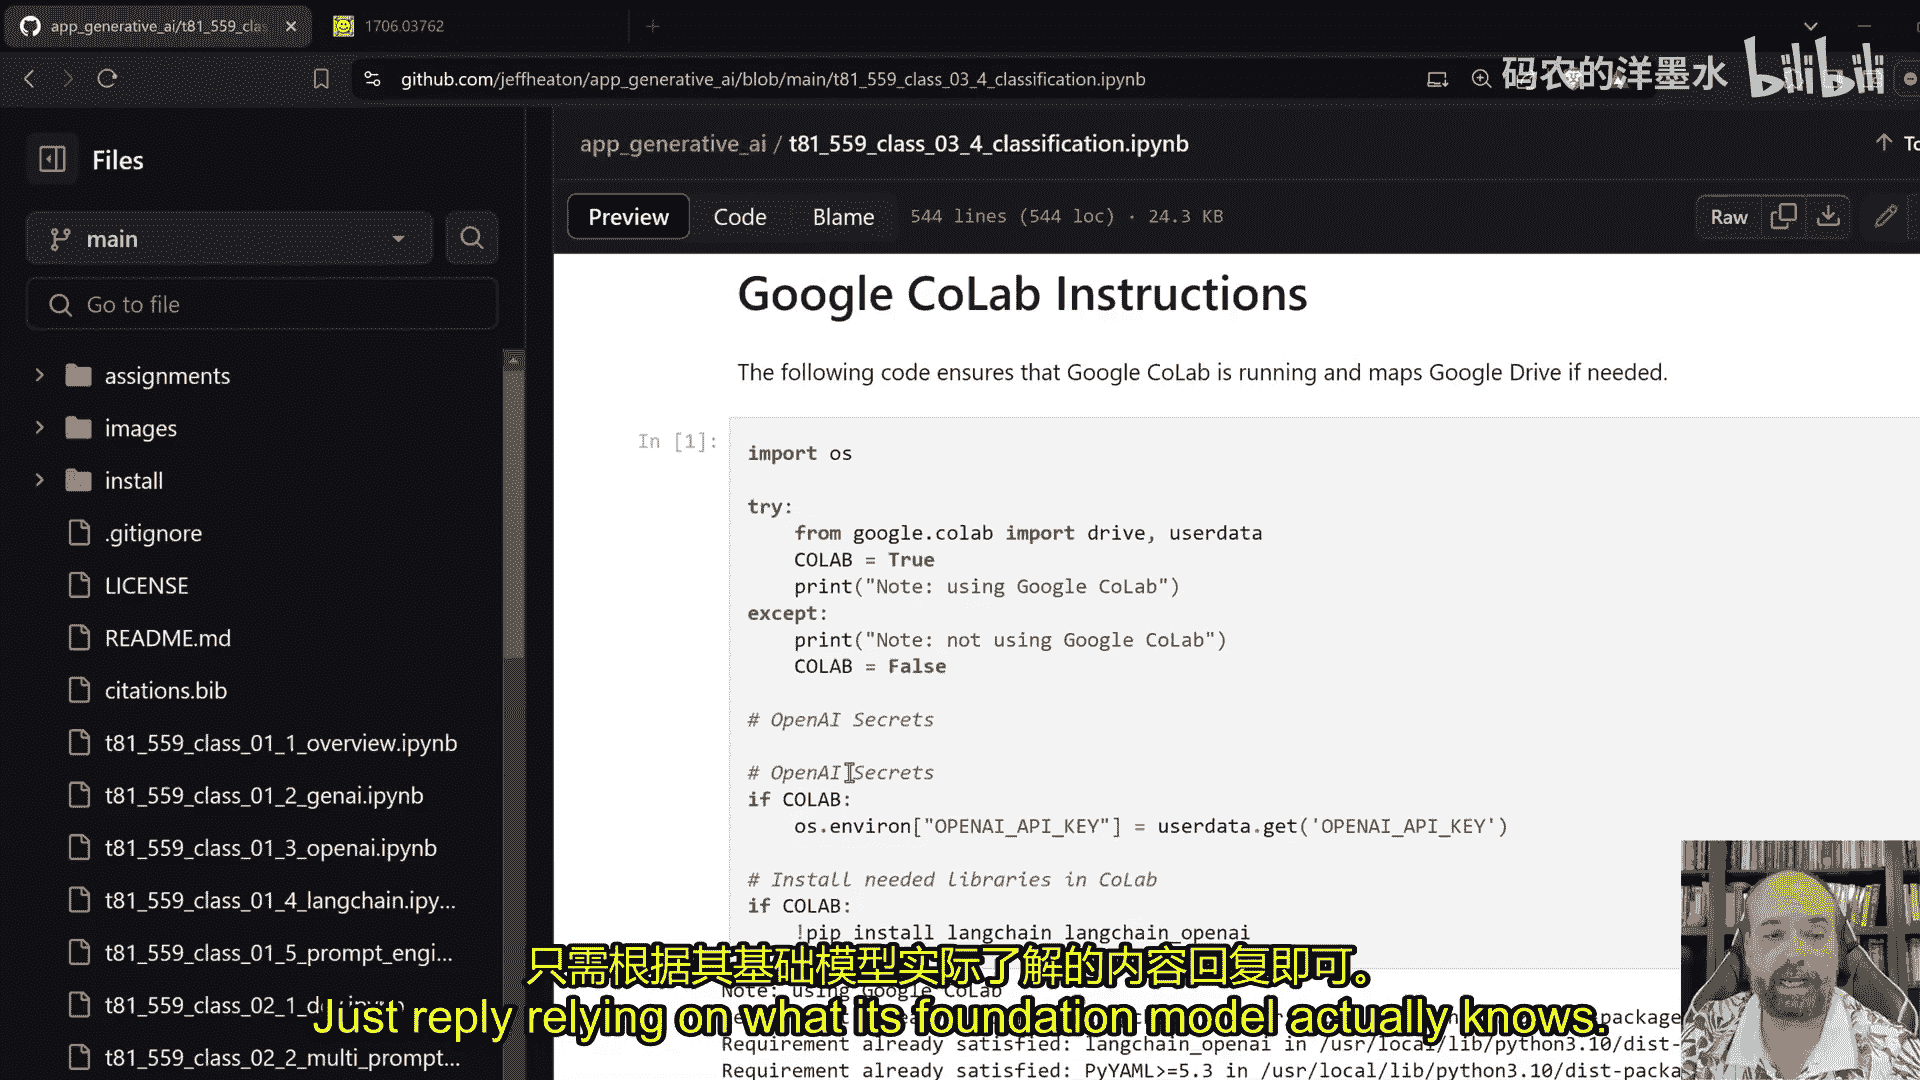 app_generative_ai/t81_559_clas
1706.03762
github.com/jeffheaton/app_generative_ai/blob/main/t81_559_class_03_4_classification.ipynb
码农的洋墨水 bilibili
Files
app_generative_ai / t81_559_class_03_4_classification.ipynb
To
main
Preview Code Blame 544 lines (544 loc) · 24.3 KB Raw
Go to file
assignments
images
install
.gitignore
LICENSE
README.md
citations.bib
t81_559_class_01_1_overview.ipynb
t81_559_class_01_2_genai.ipynb
t81_559_class_01_3_openai.ipynb
t81_559_class_01_4_langchain.ipy...
t81_559_class_01_5_prompt_engi...
t81_559_class_02_1_
t81_559_class_02_2_multi_prompt...
Google CoLab Instructions
The following code ensures that Google CoLab is running and maps Google Drive if needed.
In [1]:
import os
try:
from google.colab import drive, userdata
COLAB = True
print("Note: using Google CoLab")
except:
print("Note: not using Google CoLab")
COLAB = False
# OpenAI Secrets
# OpenAI Secrets
if COLAB:
os.environ["OPENAI_API_KEY"] = userdata.get('OPENAI_API_KEY')
# Install needed libraries in CoLab
if COLAB:
!pip install langchain langchain_openai
Note: using Google CoLab
Requirement already satisfied: langchain_openai in /usr/local/lib/python3.10/dist-
Requirement already satisfied: PyYAML>=5.3 in /usr/local/lib/python3.10/dist-packa
只需根据其基础模型实际了解的内容回复即可。
Just reply relying on what its foundation model actually knows.